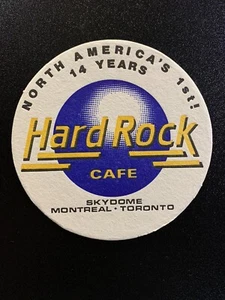 NORTH AMERICA'S 1st!
14 YEARS
Hard Rock
CAFE
SKYDOME
MONTREAL · TORONTO